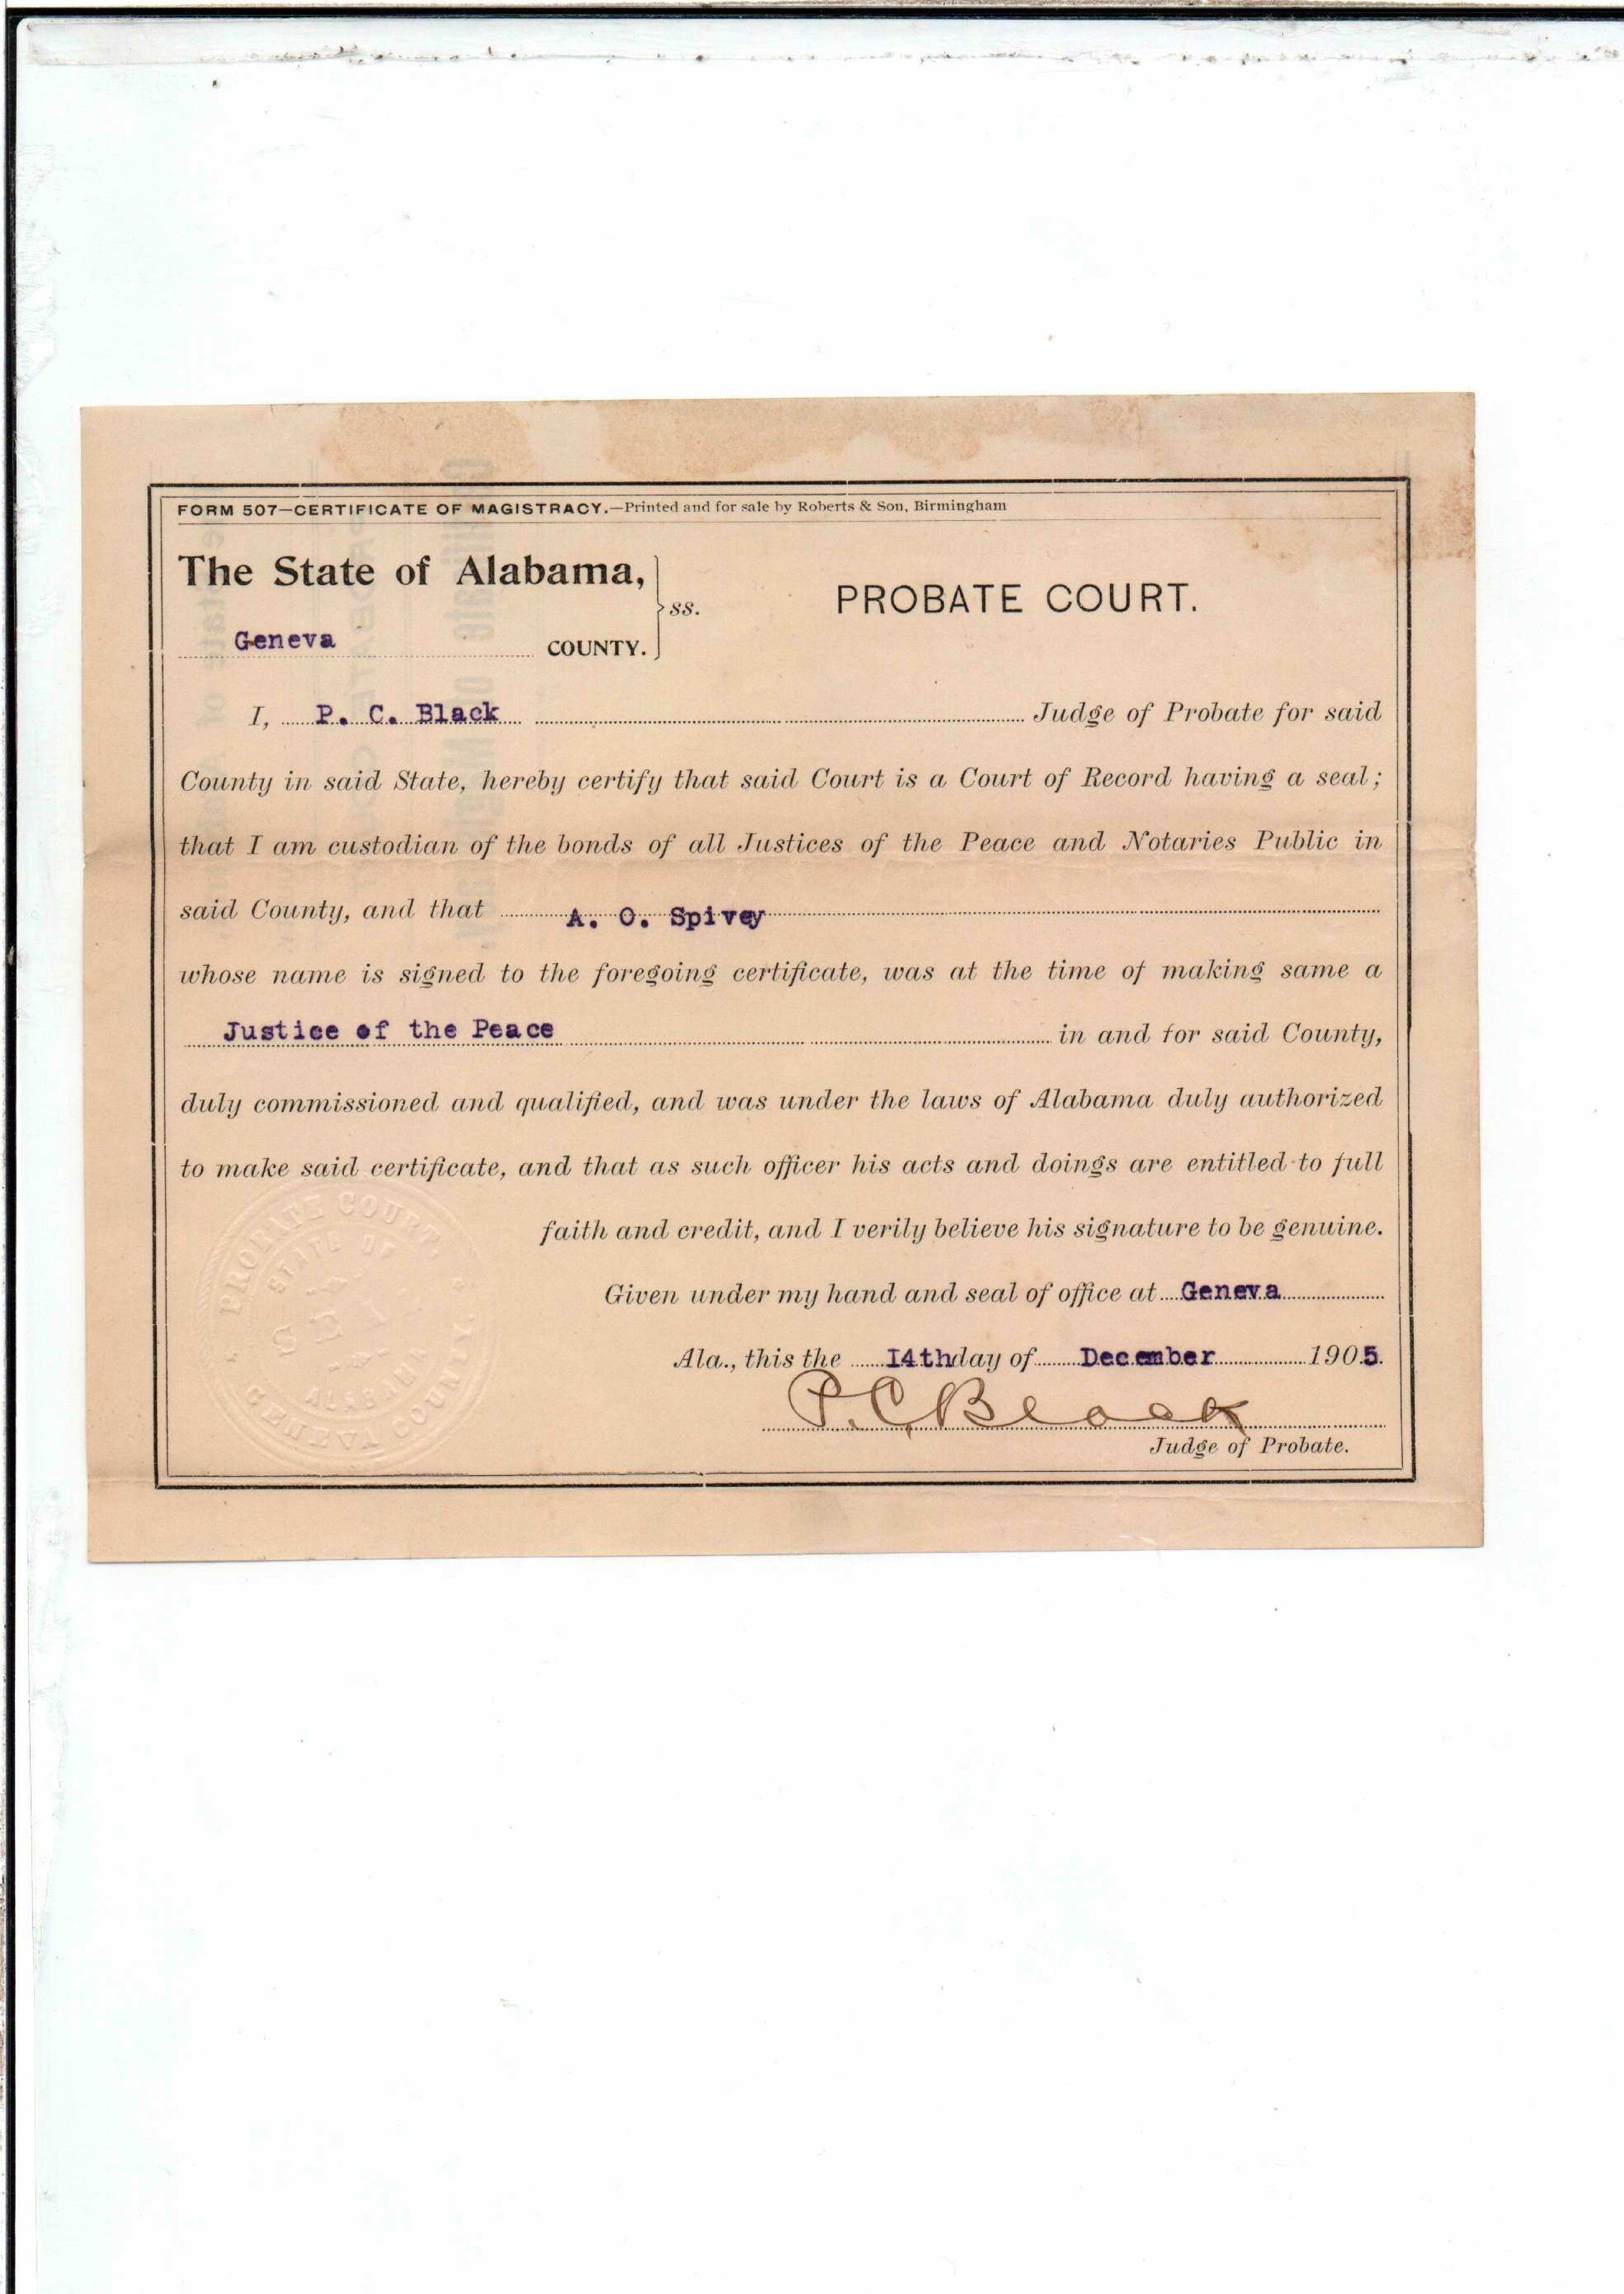 FORM 507—CERTIFICATE OF MAGISTRACY.—Printed and for sale by Roberts & Son, Birmingham
The State of Alabama,
ss.
PROBATE COURT.
Geneva COUNTY.
I, P. C. Black Judge of Probate for said
County in said State, hereby certify that said Court is a Court of Record having a seal;
that I am custodian of the bonds of all Justices of the Peace and Notaries Public in
said County, and that A. O. Spivey
whose name is signed to the foregoing certificate, was at the time of making same a
Justice of the Peace in and for said County,
duly commissioned and qualified, and was under the laws of Alabama duly authorized
to make said certificate, and that as such officer his acts and doings are entitled to full
faith and credit, and I verily believe his signature to be genuine.
Given under my hand and seal of office at Geneva
Ala., this the 14th day of December 1905.
P. C. Black
Judge of Probate.
PROBATE COURT
STATE OF
ALABAMA
GENEVA COUNTY.